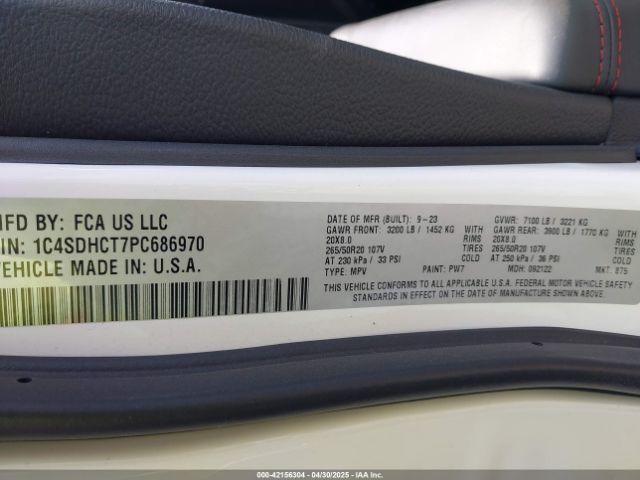 MFD BY: FCA US LLC
IN: 1C4SDHCT7PC686970
VEHICLE MADE IN: U.S.A.
DATE OF MFR (BUILT): 9-23 GVWR: 7100 LB / 3221 KG
GAWR FRONT: 3200 LB / 1452 KG WITH GAWR REAR: 3900 LB / 1770 KG WITH
20X8.0 RIMS 20X8.0 RIMS
265/50R20 107V TIRES 265/50R20 107V TIRES
AT 230 kPa / 33 PSI COLD AT 250 kPa / 36 PSI COLD
TYPE: MPV PAINT: PW7 MDH: 092122 MKT: 875
THIS VEHICLE CONFORMS TO ALL APPLICABLE U.S.A. FEDERAL MOTOR VEHICLE SAFETY
STANDARDS IN EFFECT ON THE DATE OF MANUFACTURE SHOWN ABOVE.
000-42156304 - 04/30/2025 - IAA Inc.